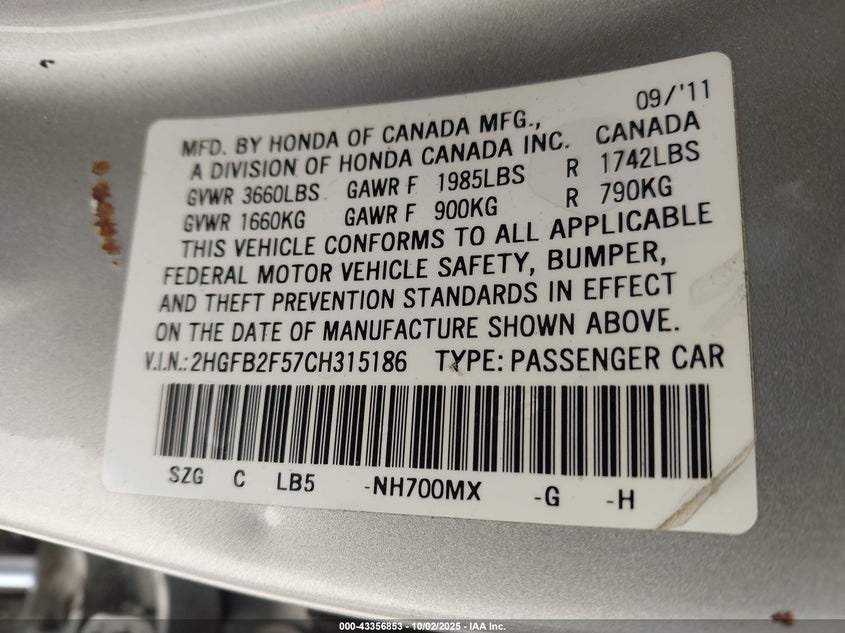 09/'11
MFD. BY HONDA OF CANADA MFG.,
A DIVISION OF HONDA CANADA INC. CANADA
GVWR 3660LBS GAWR F 1985LBS R 1742LBS
GVWR 1660KG GAWR F 900KG R 790KG
THIS VEHICLE CONFORMS TO ALL APPLICABLE
FEDERAL MOTOR VEHICLE SAFETY, BUMPER,
AND THEFT PREVENTION STANDARDS IN EFFECT
ON THE DATE OF MANUFACTURE SHOWN ABOVE.
V.I.N.: 2HGFB2F57CH315186 TYPE: PASSENGER CAR
SZG C LB5 -NH700MX -G -H
000-43356853 - 10/02/2025 - IAA Inc.